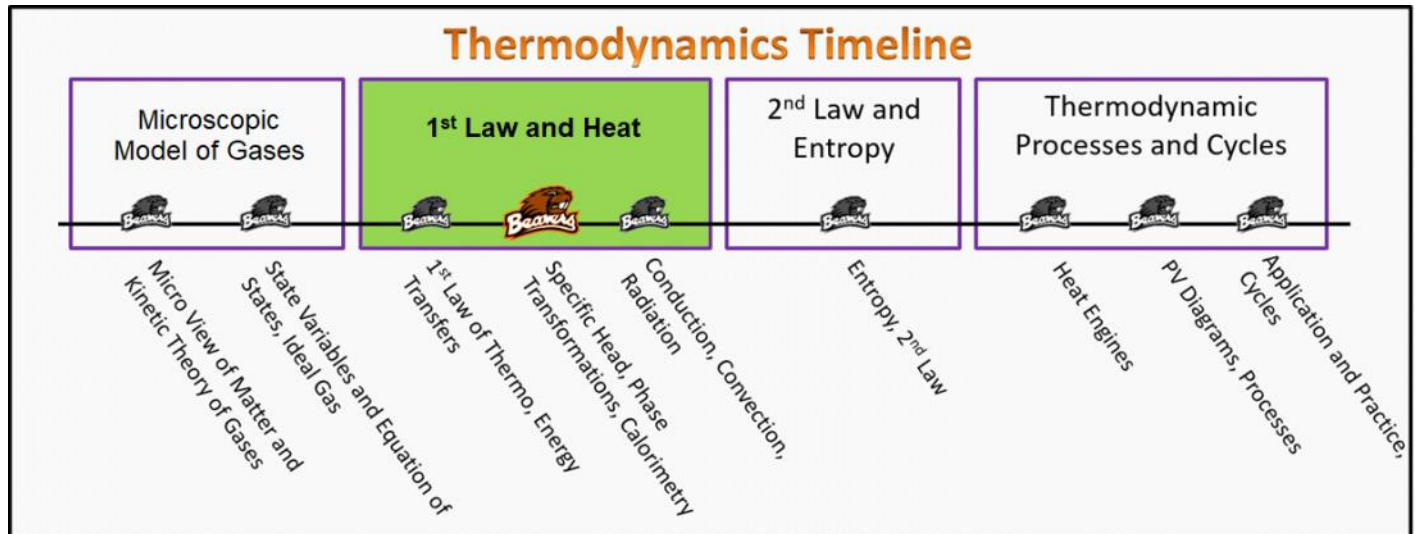 Thermodynamics Timeline
Microscopic
Model of Gases
1st Law and Heat
2nd Law and
Entropy
Thermodynamic
Processes and Cycles
Beavers
Beavers
Beavers
Beavers
Beavers
Beavers
Beavers
Beavers
Beavers
Micro View of Matter and
Kinetic Theory of Gases
State Variables and Equation of
States, Ideal Gas
1st Law of Thermo, Energy
Transfers
Specific Head, Phase
Transformations, Calorimetry
Conduction, Convection,
Radiation
Entropy, 2nd Law
Heat Engines
PV Diagrams, Processes
Application and Practice,
Cycles